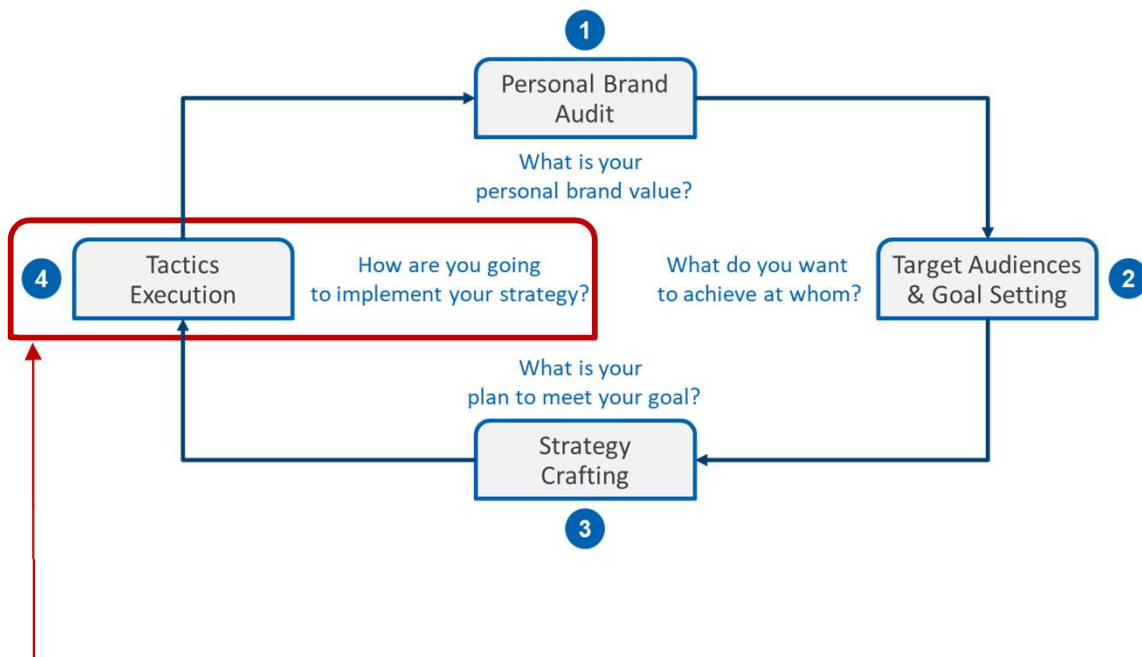 1
Personal Brand
Audit
What is your
personal brand value?
4
Tactics
Execution
How are you going
to implement your strategy?
What do you want
to achieve at whom?
Target Audiences
& Goal Setting
2
What is your
plan to meet your goal?
Strategy
Crafting
3